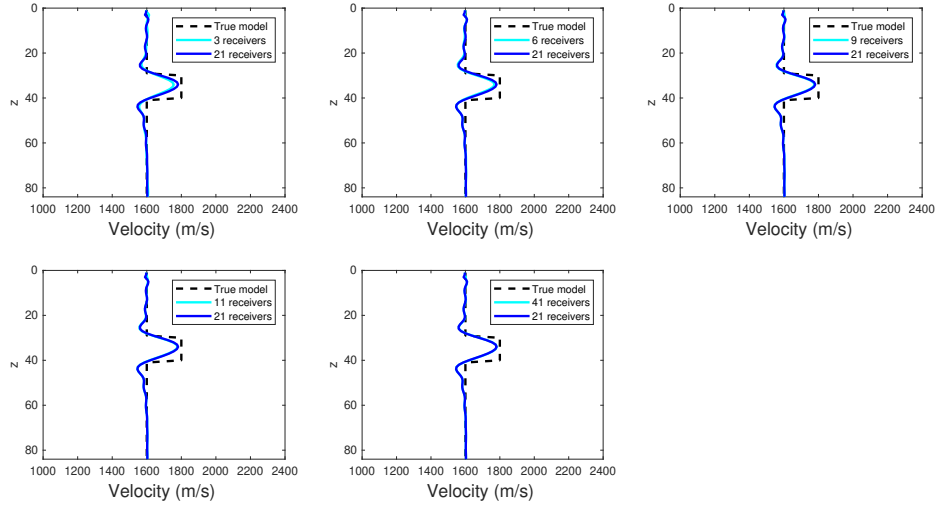 0
20
40
60
80
z
True model
3 receivers
21 receivers
1000 1200 1400 1600 1800 2000 2200 2400
Velocity (m/s)
0
20
40
60
80
z
True model
6 receivers
21 receivers
1000 1200 1400 1600 1800 2000 2200 2400
Velocity (m/s)
0
20
40
60
80
z
True model
9 receivers
21 receivers
1000 1200 1400 1600 1800 2000 2200 2400
Velocity (m/s)
0
20
40
60
80
z
True model
11 receivers
21 receivers
1000 1200 1400 1600 1800 2000 2200 2400
Velocity (m/s)
0
20
40
60
80
z
True model
41 receivers
21 receivers
1000 1200 1400 1600 1800 2000 2200 2400
Velocity (m/s)